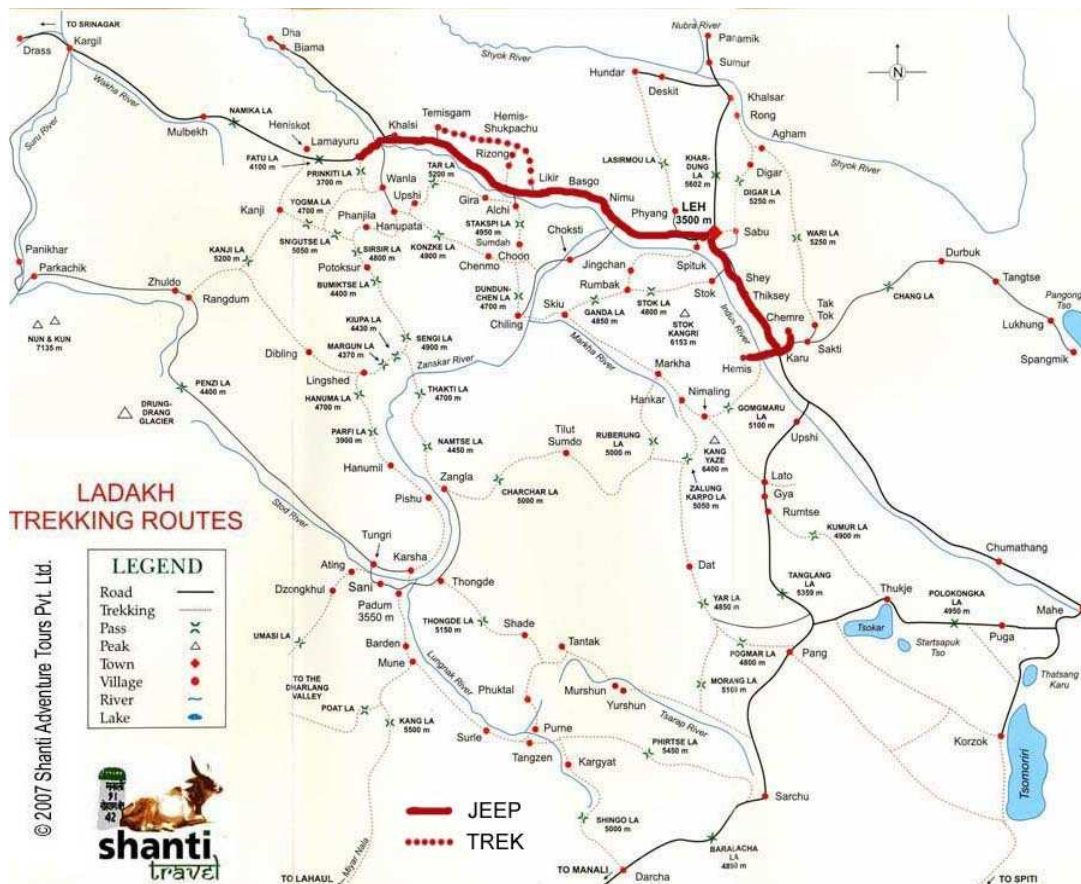 TO SRINAGAR
Drass
Kargil
Dha
Biama
Nubra River
Panamik
Sumur
Shyok River
Hundar
Deskit
Khalsar
Rong
Agham
N
Wakha River
Suru River
NAMIKA LA
Mulbekh
Heniskot
Lamayuru
FATU LA
4100 m
Khalsi
Temisgam
Hemis-
Shukpachu
Rizong
TAR LA
5200 m
Likir
Basgo
Nimu
LASIRMOU LA
KHAR-
DUNG
LA
5602 m
Digar
DIGAR LA
5250 m
Shyok River
PRINKITI LA
3700 m
Wanla
YOGMA LA
4700 m
Upshi
Gira
Alchi
Phyang
LEH
3500 m
Sabu
WARI LA
5250 m
Kanji
Phanjila
Hanupata
STAKSPI LA
4950 m
Sumdah
Choksti
SNIGUTSE LA
5050 m
SIRSIR LA
4800 m
KONZKE LA
4900 m
Choon
Chenmo
Spituk
Shey
Durbuk
Panikhar
Parkachik
KANJI LA
5200 m
Potoksur
BUMIKTSE LA
4400 m
DUNDUN-
CHEN LA
4700 m
Jingchan
Rumbak
Stok
Thiksey
CHANG LA
Tangtse
Pangong
Tso
Zhuldo
Rangdum
Chiling
Skiu
GANDA LA
4850 m
STOK LA
4800 m
STOK
KANGRI
6153 m
Indus River
Chemre
Tak
Tok
Sakti
Karu
Lukhung
Spangmik
NUN & KUN
7135 m
KIUPA LA
4430 m
MARGUN LA
4370 m
SENGI LA
4900 m
Markha River
Hemis
Dibling
Lingshed
Zanskar River
Markha
Nimaling
PENZI LA
4400 m
HANUMA LA
4700 m
THAKTI LA
4700 m
Hankar
GOMGMARU
LA
5100 m
Upshi
DRUNG-
DRANG
GLACIER
PARFI LA
3900 m
NAMTSE LA
4450 m
Tilut
Sumdo
RUBERUNG
LA
5000 m
KANG
YAZE
6400 m
Hanumil
Zangla
CHARCHAR LA
5000 m
ZALUNG
KARPO LA
5050 m
Lato
Gya
Rumtse
LADAKH
TREKKING ROUTES
Pishu
Stod River
KUMUR LA
4900 m
Tungri
Karsha
Chumathang
Ating
Sani
Dzongkhul
Padum
3550 m
Thongde
Dat
TANGLANG LA
5359 m
Thukje
POLOKONGKA
LA
4950 m
Mahe
UMASI LA
THONGDE LA
5150 m
Shade
YAR LA
4850 m
Tsokar
Startsapuk
Tso
Puga
Barden
Mune
Lungnak River
Tantak
POGMAR LA
4800 m
Pang
TO THE
DHARLANG
VALLEY
POAT LA
Phuktal
Murshun
Yurshun
MORANG LA
Thatsang
Karu
KANG LA
5500 m
Tsarap River
Surle
Purne
Tangzen
Kargyat
PHIRTSE LA
5450 m
Korzok
Tsomoriri
Sarchu
SHINGO LA
5000 m
BARALACHA
LA
Miyar Nala
TO LAHAUL
TO MANALI
Darcha
TO SPITI
LEGEND
Road
Trekking
Pass
Peak
Town
Village
River
Lake
© 2007 Shanti Adventure Tours Pvt. Ltd.
42
shanti
travel
JEEP
TREK